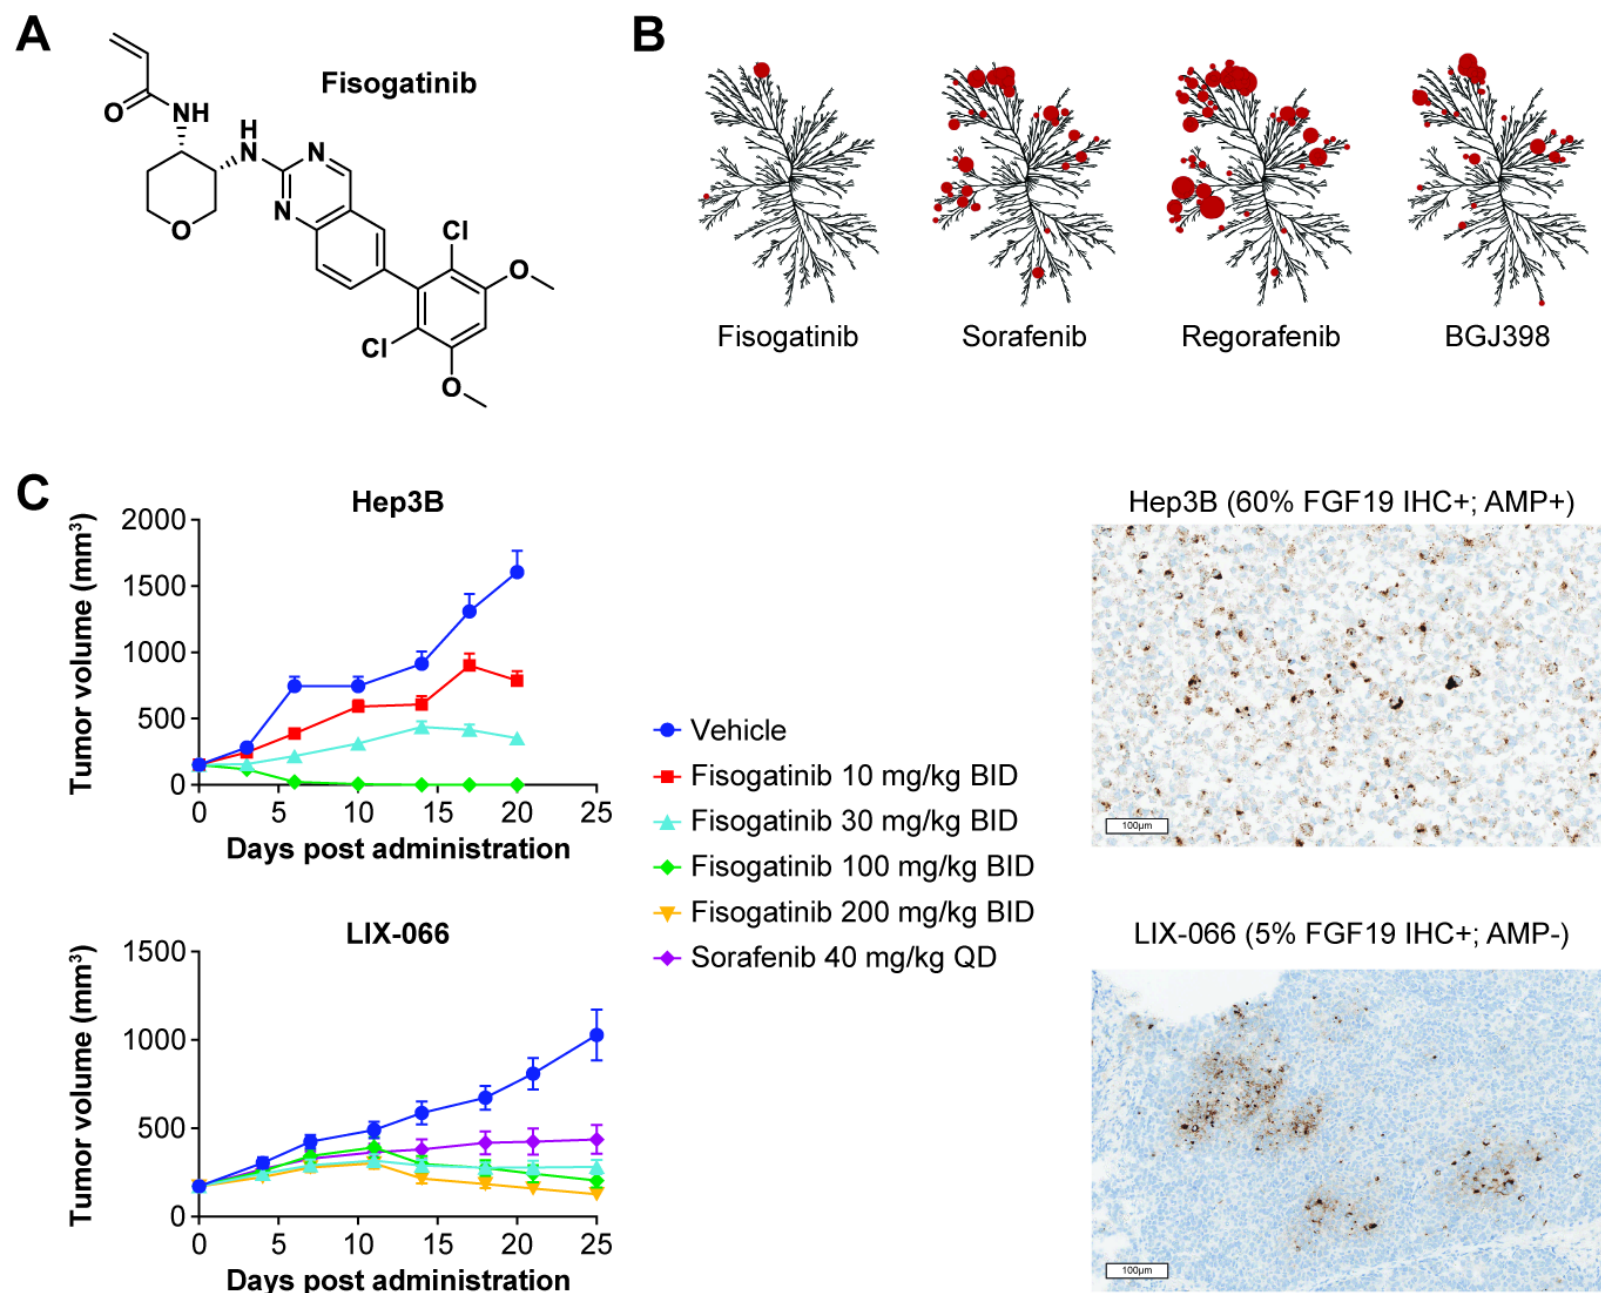 A
Fisogatinib
O
NH
H
N
N
N
O
Cl
O
Cl
O
B
Fisogatinib
Sorafenib
Regorafenib
BGJ398
C
Hep3B
Tumor volume (mm³)
2000
1500
1000
500
0
0 5 10 15 20 25
Days post administration
Vehicle
Fisogatinib 10 mg/kg BID
Fisogatinib 30 mg/kg BID
Fisogatinib 100 mg/kg BID
Fisogatinib 200 mg/kg BID
Sorafenib 40 mg/kg QD
Hep3B (60% FGF19 IHC+; AMP+)
100µm
LIX-066
Tumor volume (mm³)
1500
1000
500
0
0 5 10 15 20 25
Days post administration
LIX-066 (5% FGF19 IHC+; AMP-)
100µm